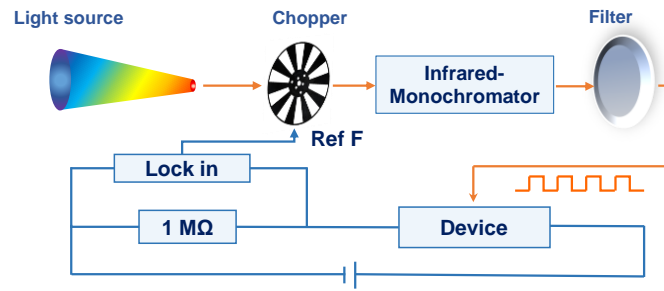 Light source
Chopper
Filter
Infrared-
Monochromator
Ref F
Lock in
1 MΩ
Device